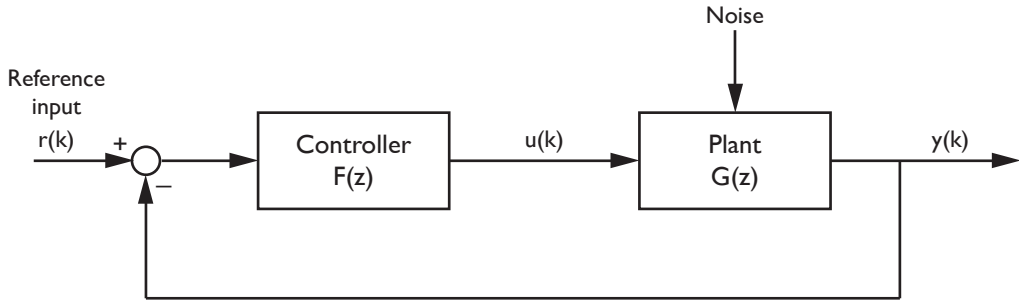 Noise
Reference
input
r(k)
+
−
Controller
F(z)
u(k)
Plant
G(z)
y(k)